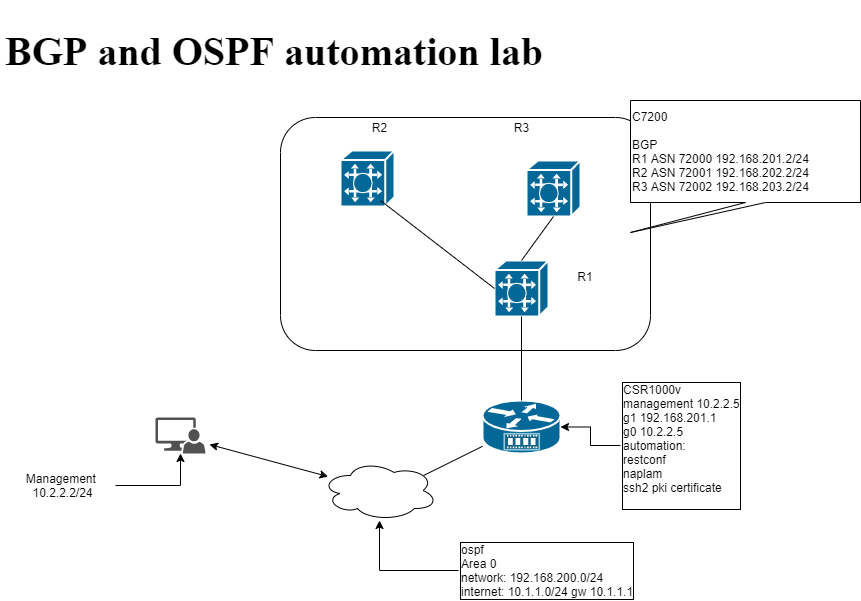 BGP and OSPF automation lab
R2
R3
C7200
BGP
R1 ASN 72000 192.168.201.2/24
R2 ASN 72001 192.168.202.2/24
R3 ASN 72002 192.168.203.2/24
R1
CSR1000v
management 10.2.2.5
g1 192.168.201.1
g0 10.2.2.5
automation:
restconf
naplam
ssh2 pki certificate
Management
10.2.2.2/24
ospf
Area 0
network: 192.168.200.0/24
internet: 10.1.1.0/24 gw 10.1.1.1